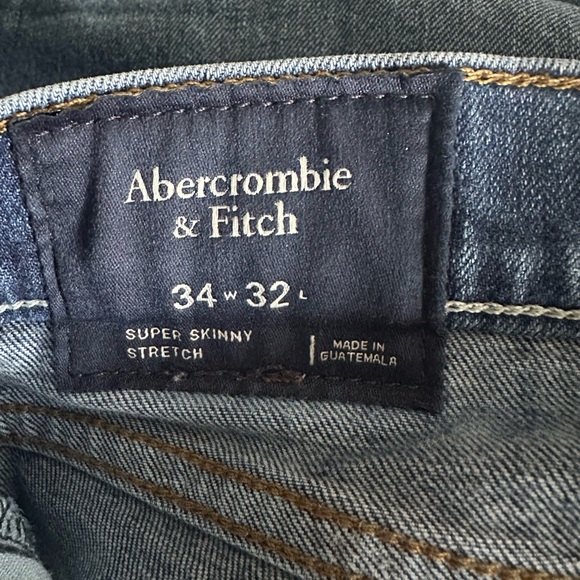 Abercrombie
& Fitch
34 W 32 L
SUPER SKINNY
STRETCH
MADE IN
GUATEMALA